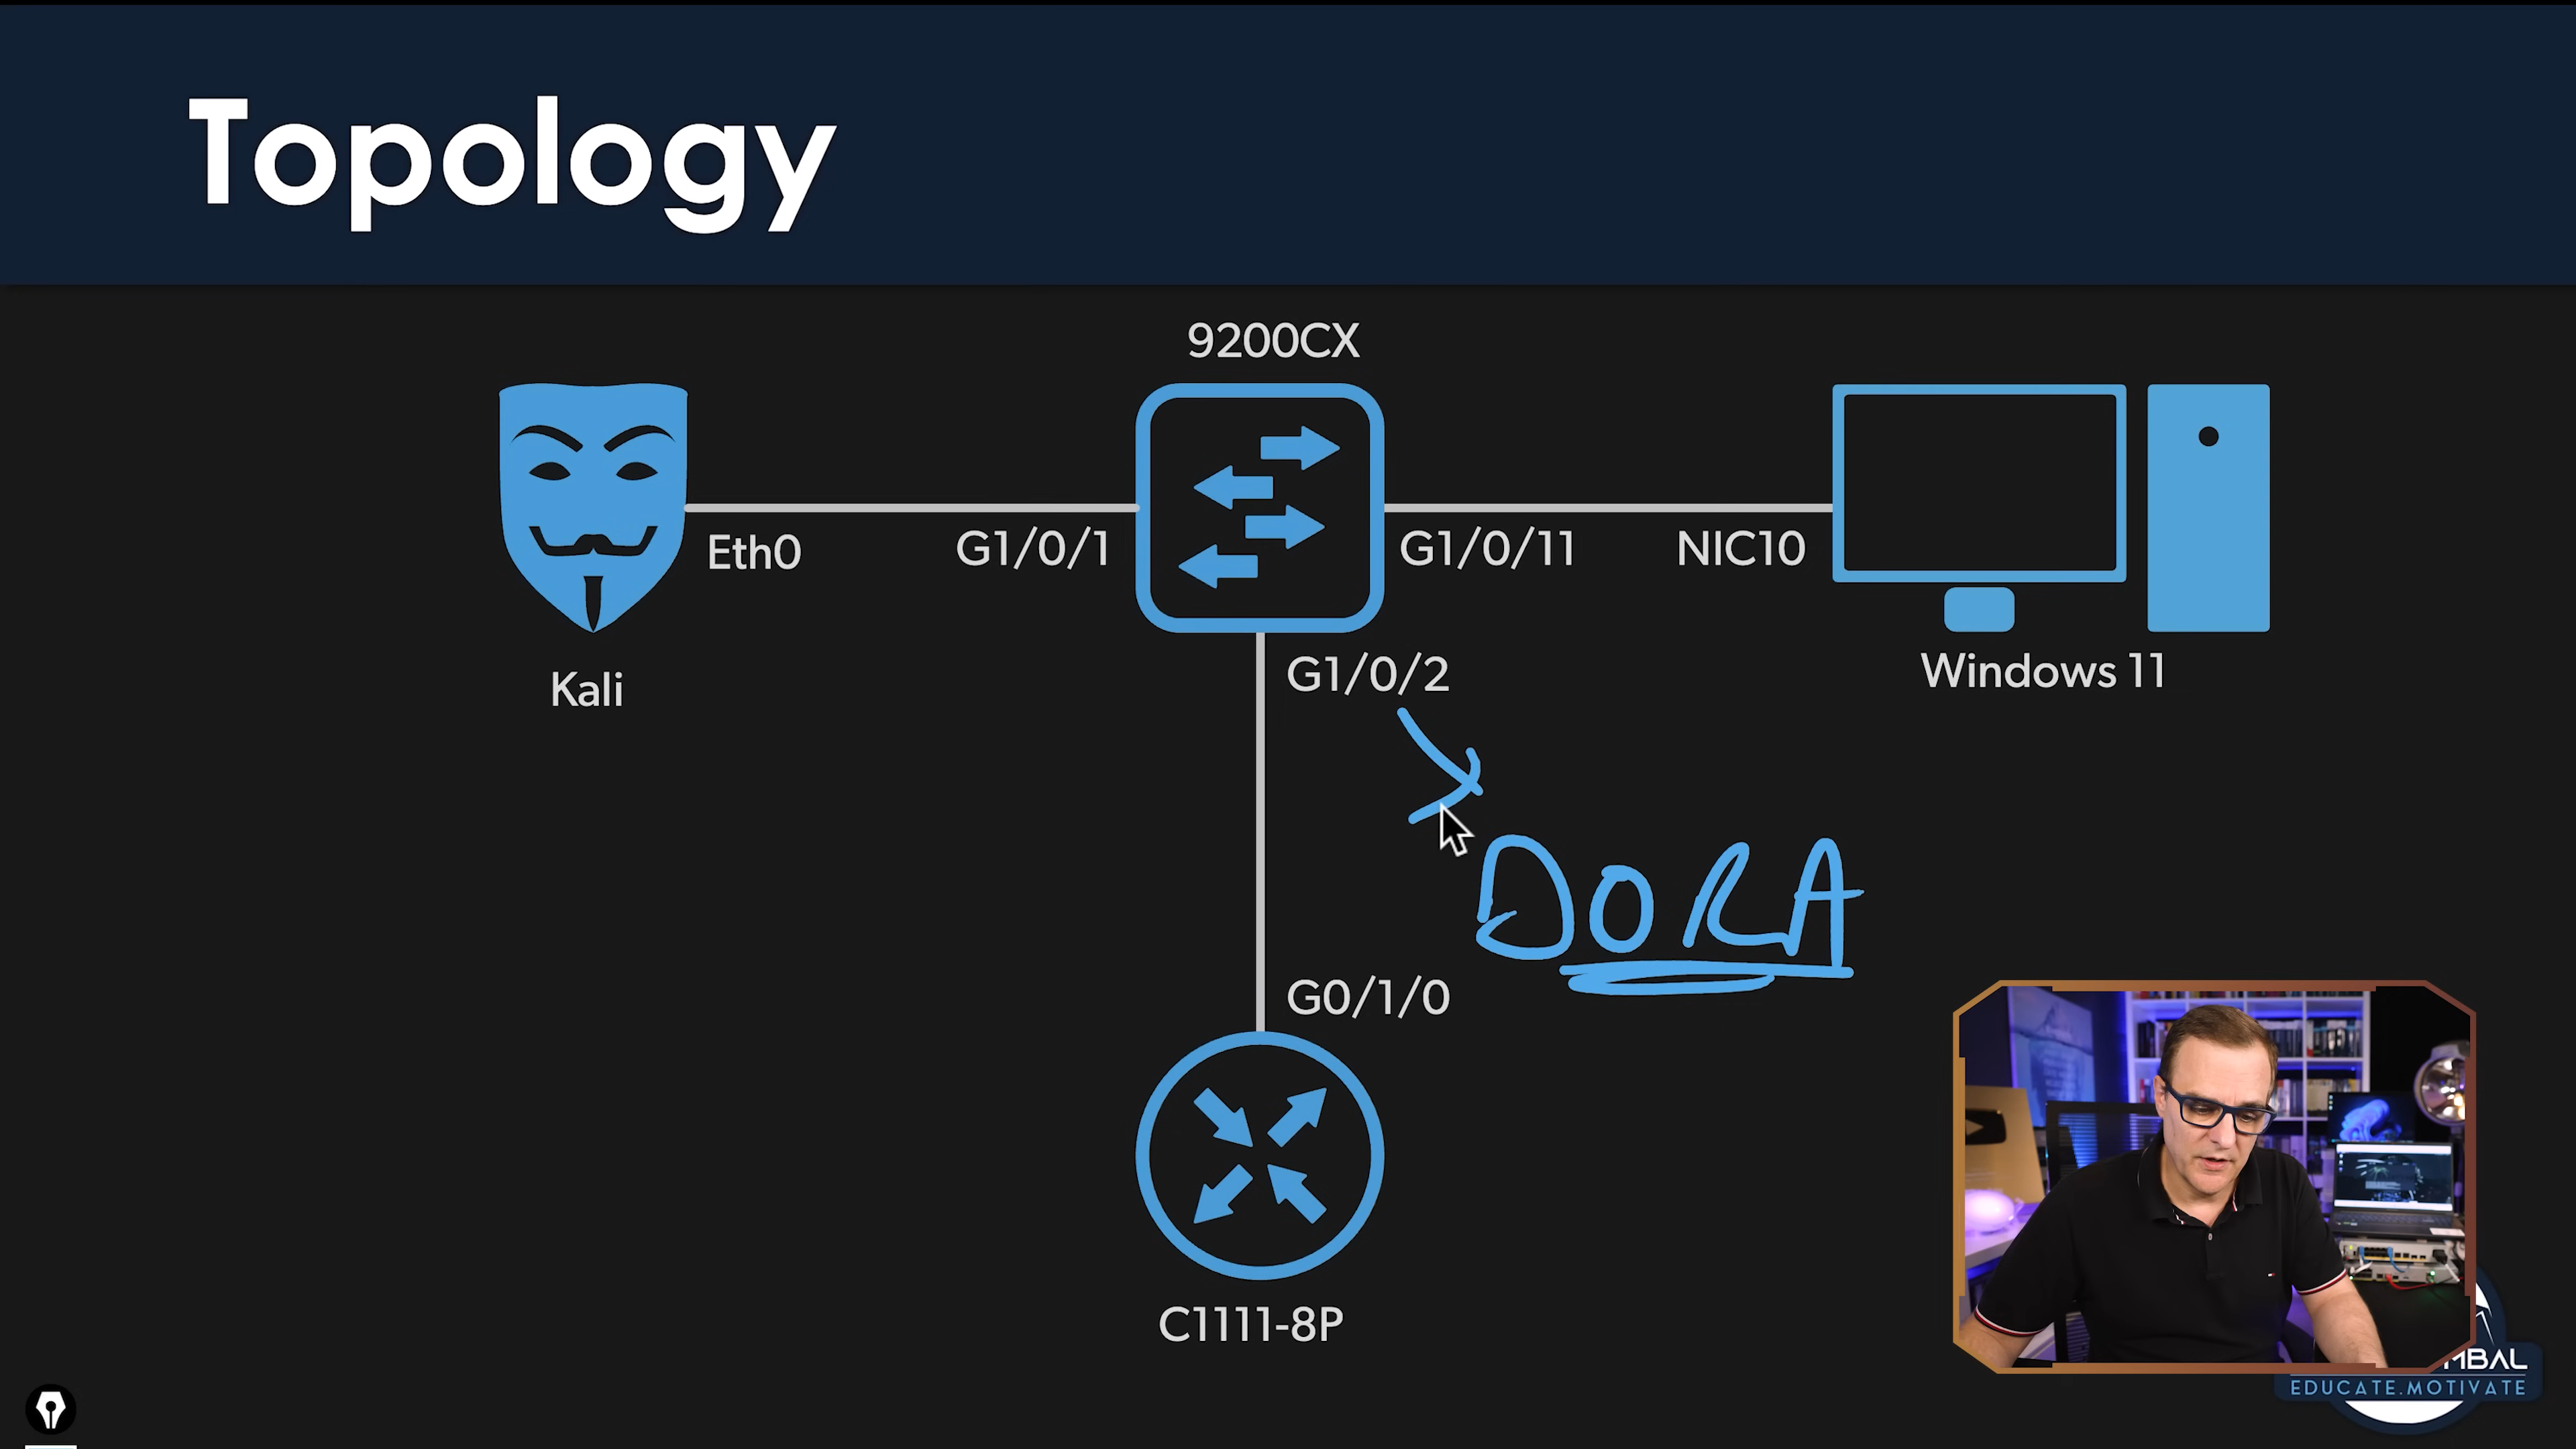 Topology
9200CX
Eth0
G1/0/1
G1/0/11
NIC10
Kali
G1/0/2
Windows 11
DORA
G0/1/0
C1111-8P
MBAL
EDUCATE.MOTIVATE